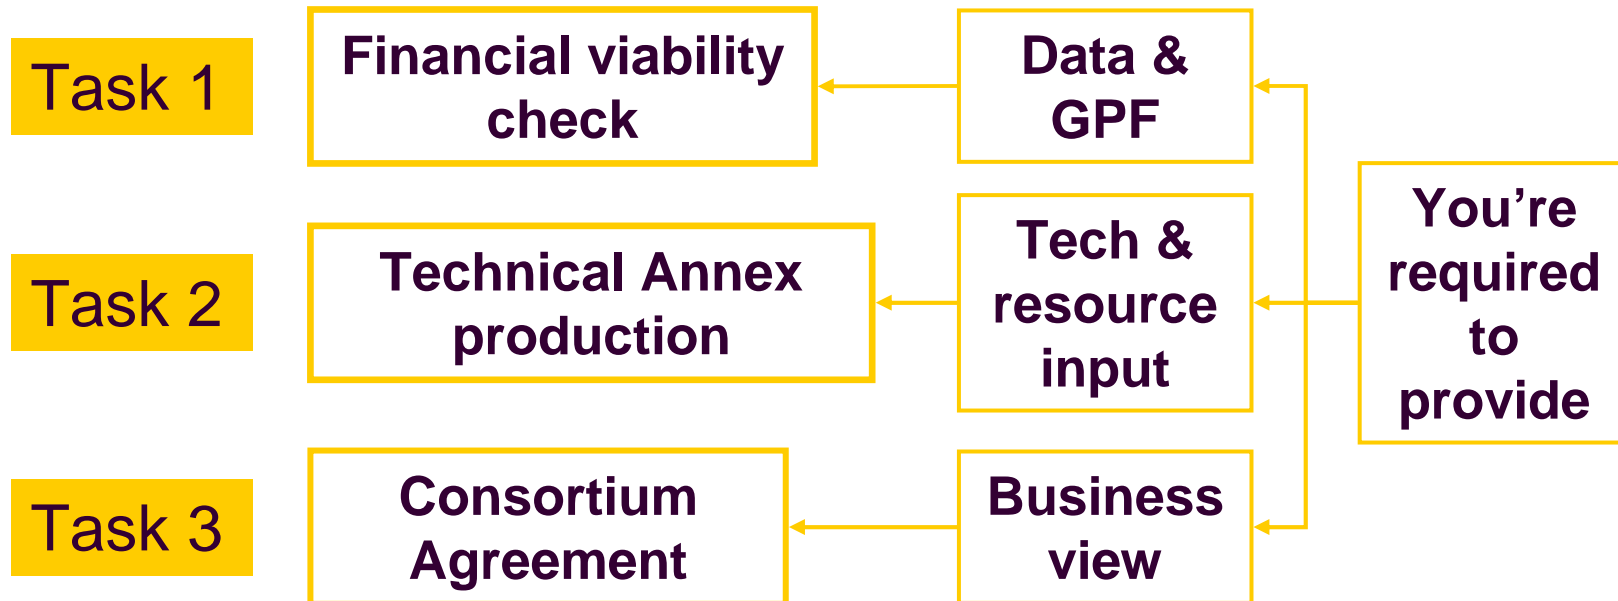 Task 1
Financial viability
check
Data &
GPF
Task 2
Technical Annex
production
Tech &
resource
input
You’re
required
to
provide
Task 3
Consortium
Agreement
Business
view